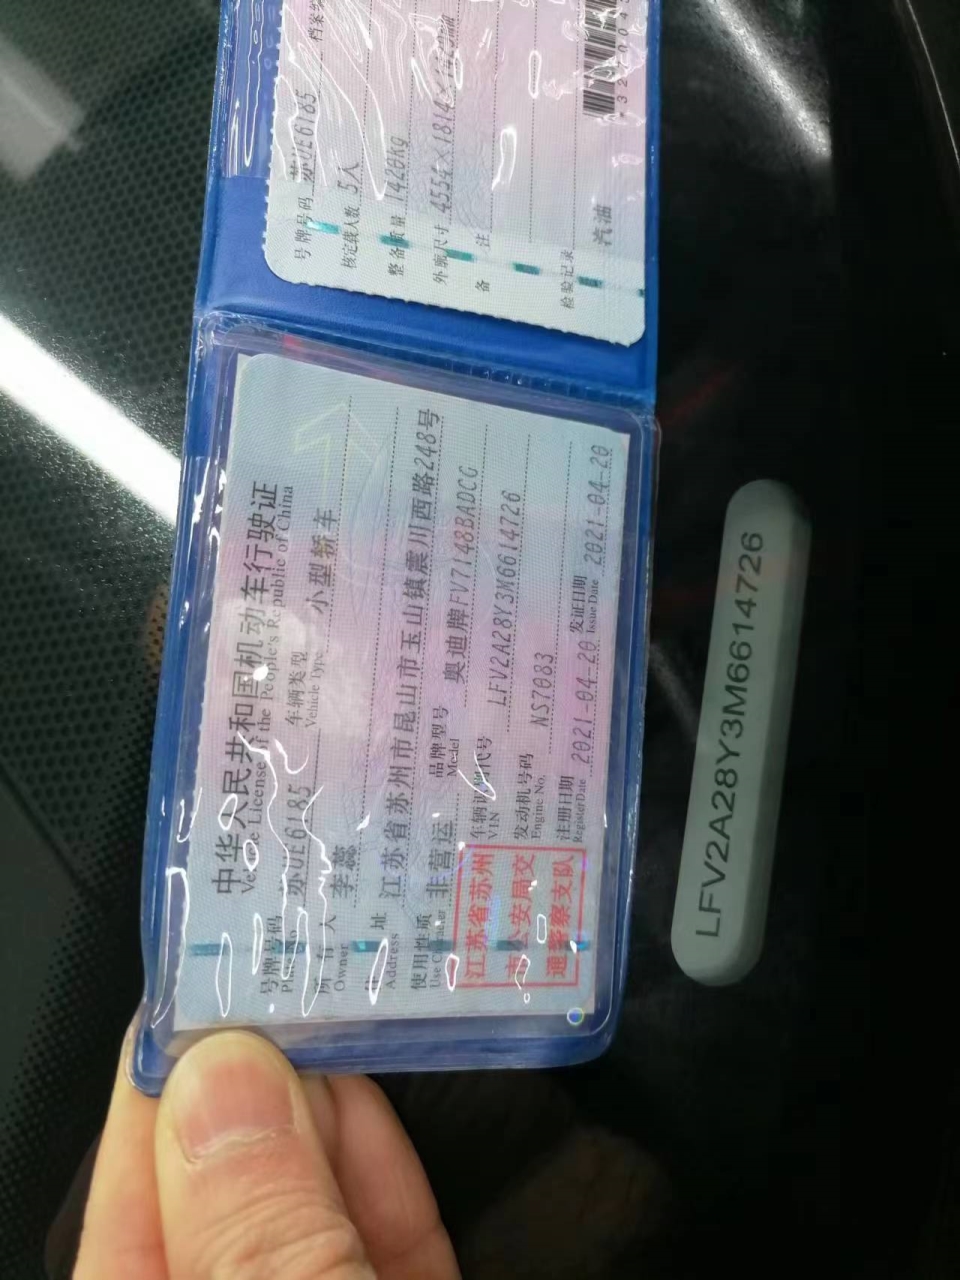 中华人民共和国机动车行驶证
Vehicle License of the People's Republic of China
号牌号码 苏UE6185 车辆类型 小型轿车
Vehicle Type
所有人 李蕊
Owner
住址 江苏省苏州市昆山市玉山镇震川西路248号
Address
使用性质 非营运 品牌型号 奥迪牌FV7148BADCG
Use Character Model
江苏省苏州
市公安局交
通警察支队
车辆识别代号 LFV2A28Y3M6614726
VIN
发动机号码 NS7083
Engine No.
注册日期 2021-04-20 发证日期 2021-04-20
Register Date Issue Date
号牌号码 苏UE6185 档案编
核定载人数 5人
整备质量 1420kg
外廓尺寸 4554×1814×
备注
检验记录
汽油
LFV2A28Y3M6614726